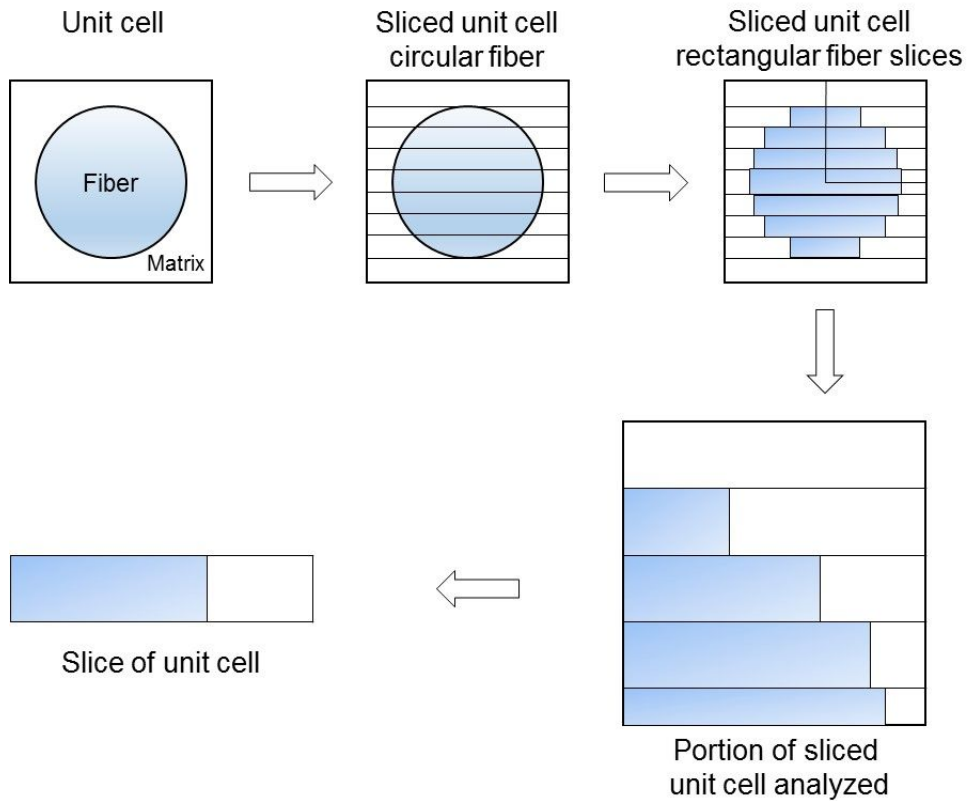 Unit cell
Sliced unit cell
circular fiber
Sliced unit cell
rectangular fiber slices
Fiber
Matrix
Slice of unit cell
Portion of sliced
unit cell analyzed